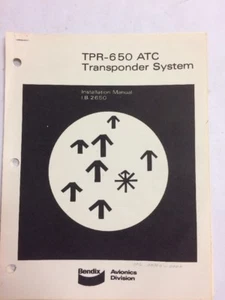 TPR-650 ATC
Transponder System
Installation Manual
I.B. 2650
Bendix
Avionics
Division